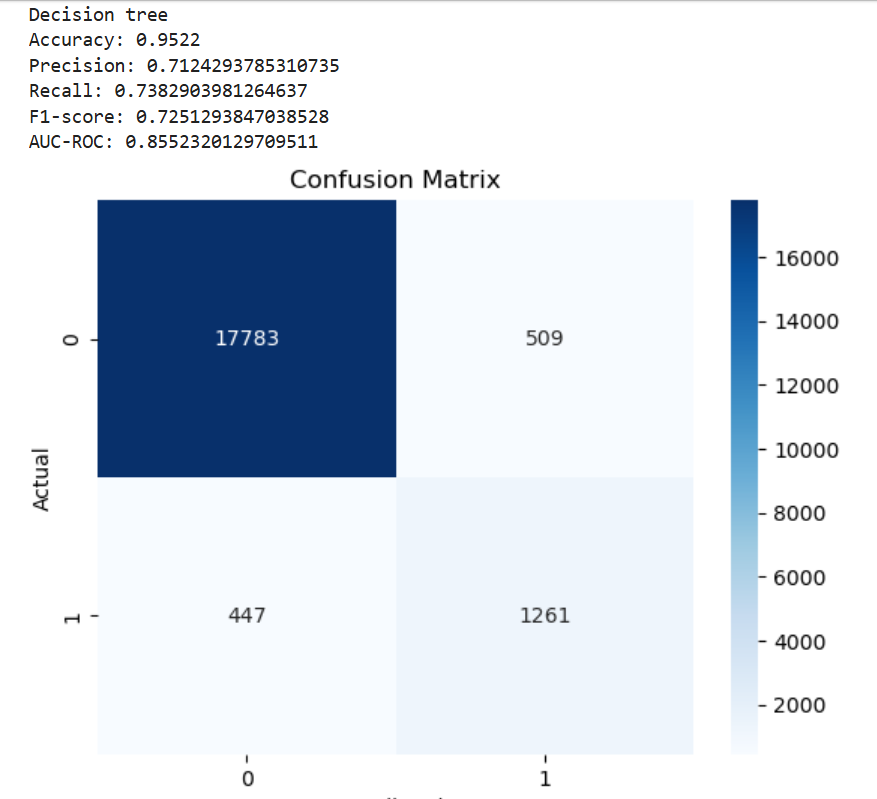 Decision tree
Accuracy: 0.9522
Precision: 0.7124293785310735
Recall: 0.7382903981264637
F1-score: 0.7251293847038528
AUC-ROC: 0.8552320129709511
Confusion Matrix
16000
14000
12000
10000
8000
6000
4000
2000
Actual
0
17783
509
1
447
1261
0
1